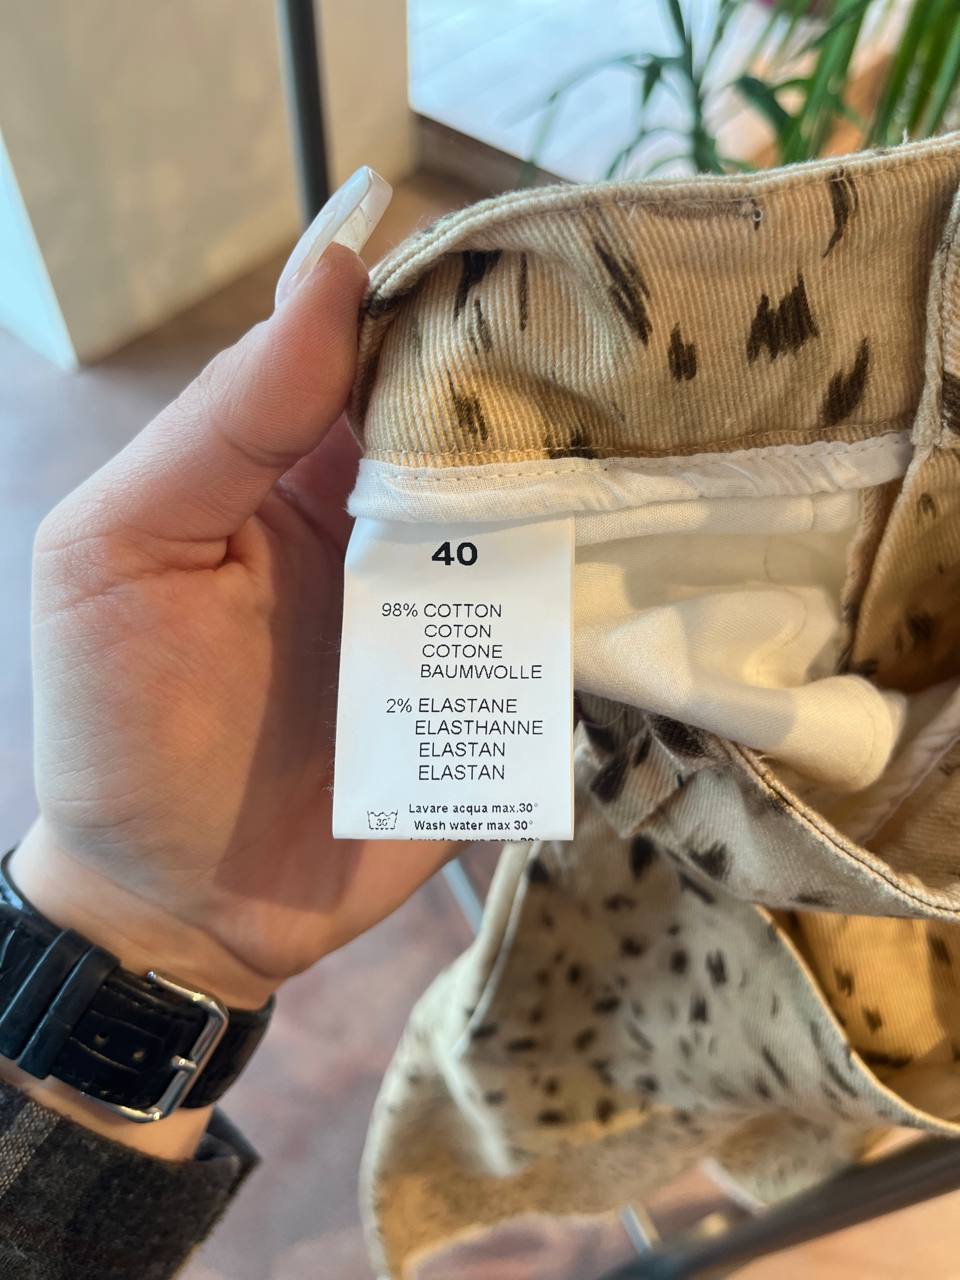 40
98% COTTON
COTON
COTONE
BAUMWOLLE
2% ELASTANE
ELASTHANNE
ELASTAN
ELASTAN
Lavare acqua max.30°
30° Wash water max 30°